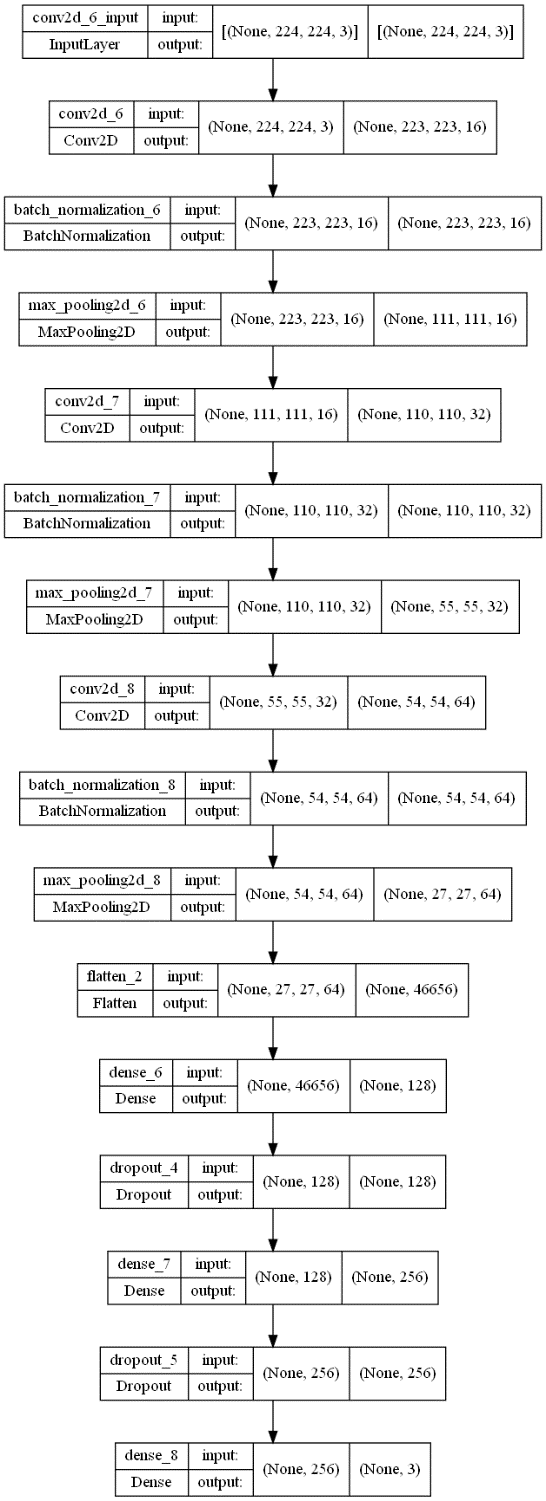 conv2d_6_input input: [(None, 224, 224, 3)] [(None, 224, 224, 3)]
InputLayer output:
conv2d_6 input: (None, 224, 224, 3) (None, 223, 223, 16)
Conv2D output:
batch_normalization_6 input: (None, 223, 223, 16) (None, 223, 223, 16)
BatchNormalization output:
max_pooling2d_6 input: (None, 223, 223, 16) (None, 111, 111, 16)
MaxPooling2D output:
conv2d_7 input: (None, 111, 111, 16) (None, 110, 110, 32)
Conv2D output:
batch_normalization_7 input: (None, 110, 110, 32) (None, 110, 110, 32)
BatchNormalization output:
max_pooling2d_7 input: (None, 110, 110, 32) (None, 55, 55, 32)
MaxPooling2D output:
conv2d_8 input: (None, 55, 55, 32) (None, 54, 54, 64)
Conv2D output:
batch_normalization_8 input: (None, 54, 54, 64) (None, 54, 54, 64)
BatchNormalization output:
max_pooling2d_8 input: (None, 54, 54, 64) (None, 27, 27, 64)
MaxPooling2D output:
flatten_2 input: (None, 27, 27, 64) (None, 46656)
Flatten output:
dense_6 input: (None, 46656) (None, 128)
Dense output:
dropout_4 input: (None, 128) (None, 128)
Dropout output:
dense_7 input: (None, 128) (None, 256)
Dense output:
dropout_5 input: (None, 256) (None, 256)
Dropout output:
dense_8 input: (None, 256) (None, 3)
Dense output: